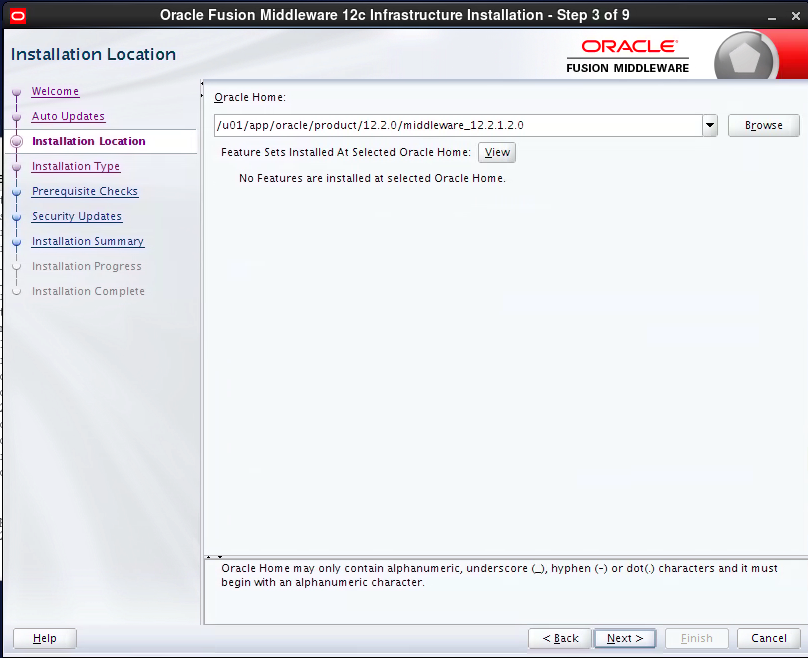 Oracle Fusion Middleware 12c Infrastructure Installation - Step 3 of 9
Installation Location
ORACLE
FUSION MIDDLEWARE
Welcome
Auto Updates
Installation Location
Installation Type
Prerequisite Checks
Security Updates
Installation Summary
Installation Progress
Installation Complete
Oracle Home:
/u01/app/oracle/product/12.2.0/middleware_12.2.1.2.0
Browse
Feature Sets Installed At Selected Oracle Home: View
No Features are installed at selected Oracle Home.
Oracle Home may only contain alphanumeric, underscore (_), hyphen (-) or dot(.) characters and it must
begin with an alphanumeric character.
Help
< Back
Next >
Finish
Cancel